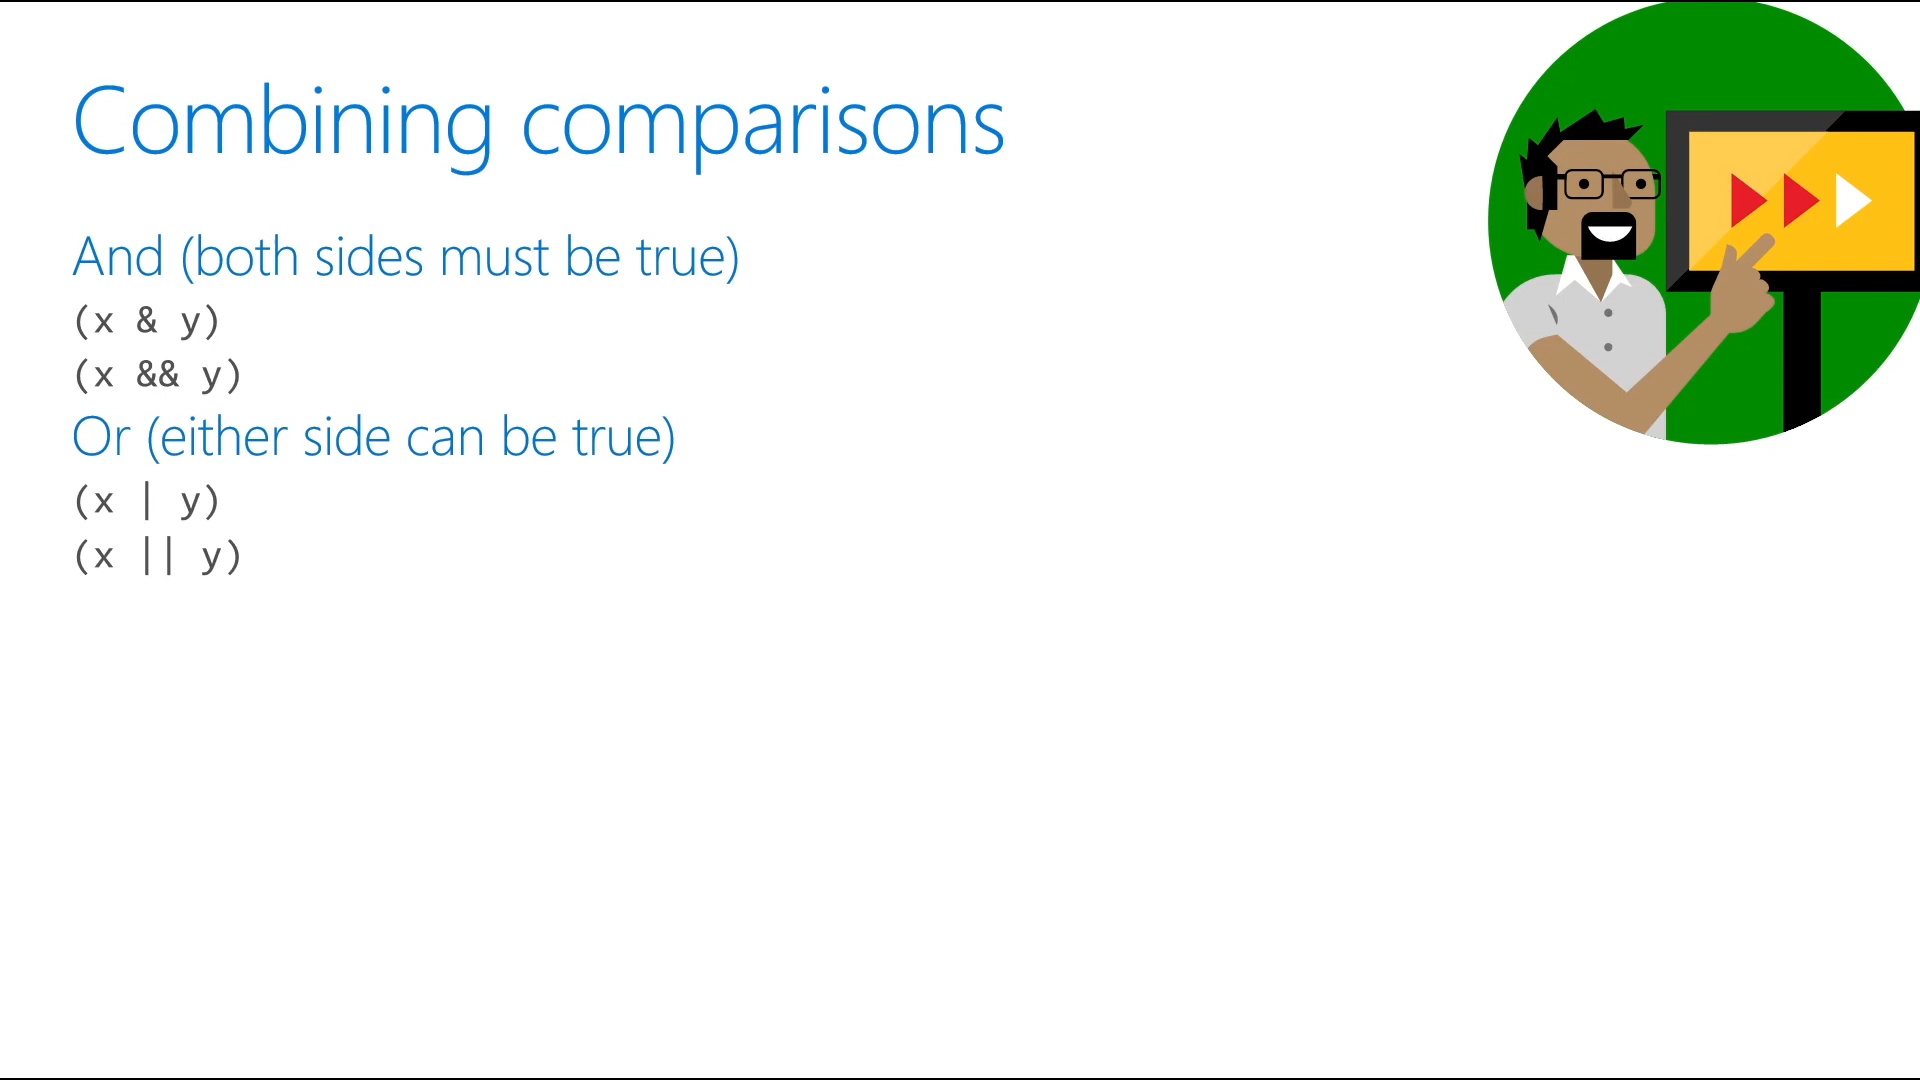 Combining comparisons
And (both sides must be true)
(x & y)
(x && y)
Or (either side can be true)
(x | y)
(x || y)